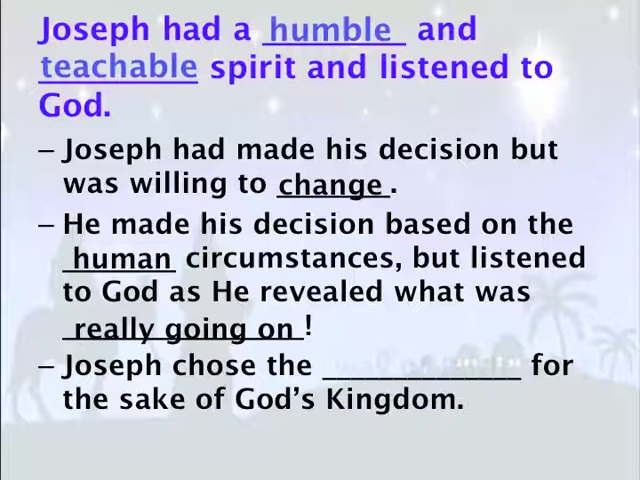 Joseph had a humble and
teachable spirit and listened to
God.
– Joseph had made his decision but
was willing to change.
– He made his decision based on the
human circumstances, but listened
to God as He revealed what was
really going on!
– Joseph chose the ______________ for
the sake of God's Kingdom.